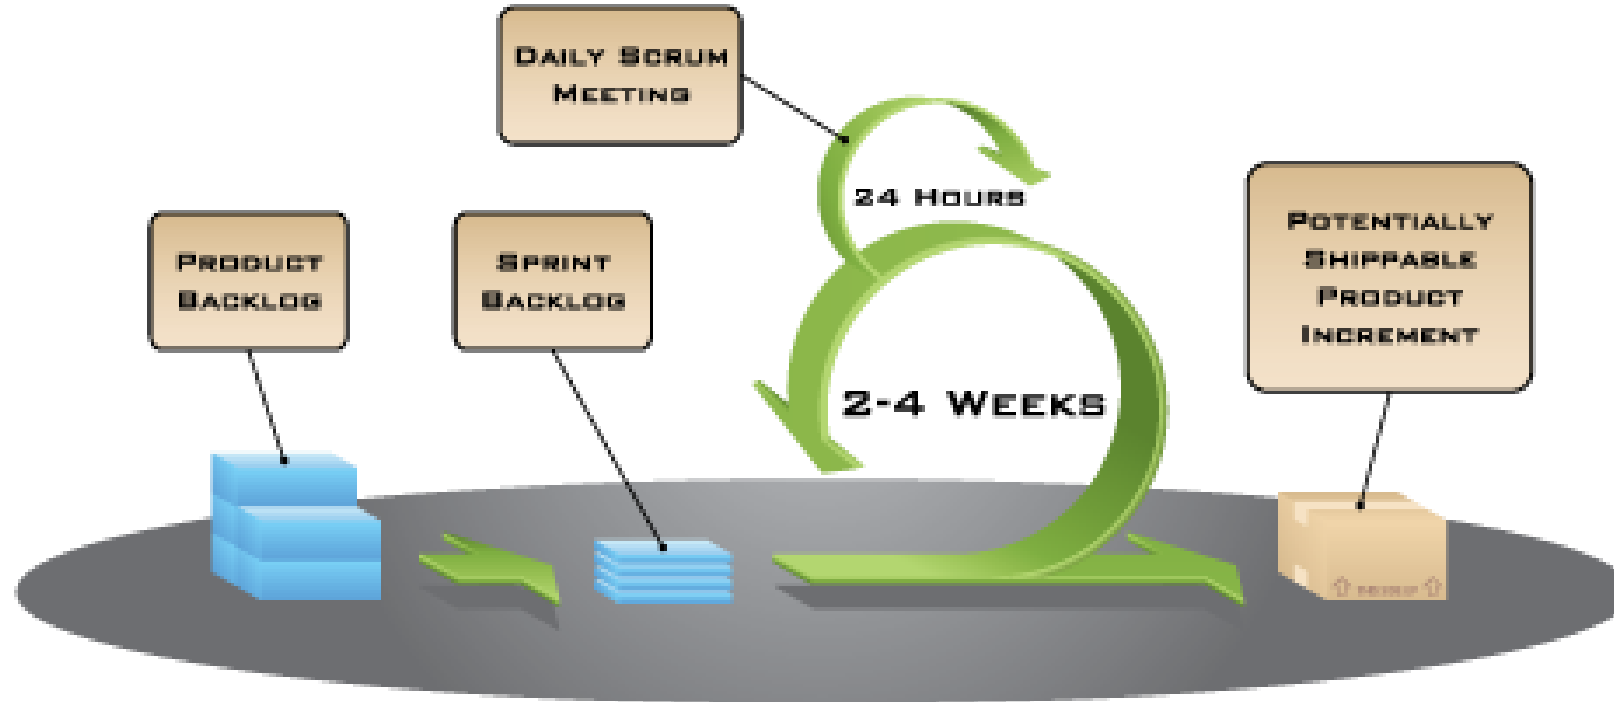 DAILY SCRUM
MEETING
24 HOURS
PRODUCT
BACKLOG
SPRINT
BACKLOG
2-4 WEEKS
POTENTIALLY
SHIPPABLE
PRODUCT
INCREMENT